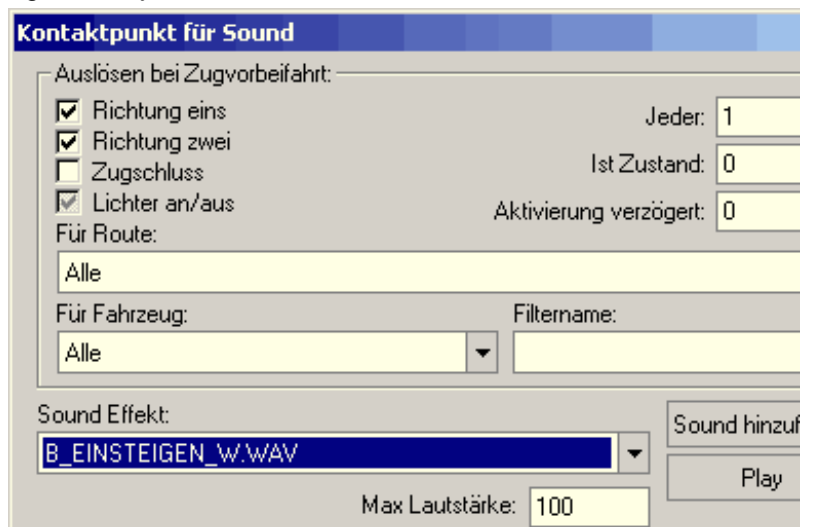 Kontaktpunkt für Sound
Auslösen bei Zugvorbeifahrt:
Richtung eins
Richtung zwei
Zugschluss
Lichter an/aus
Jeder: 1
Ist Zustand: 0
Aktivierung verzögert: 0
Für Route:
Alle
Für Fahrzeug:
Filtername:
Alle
Sound Effekt:
B_EINSTEIGEN_W.WAV
Sound hinzuf
Play
Max Lautstärke: 100